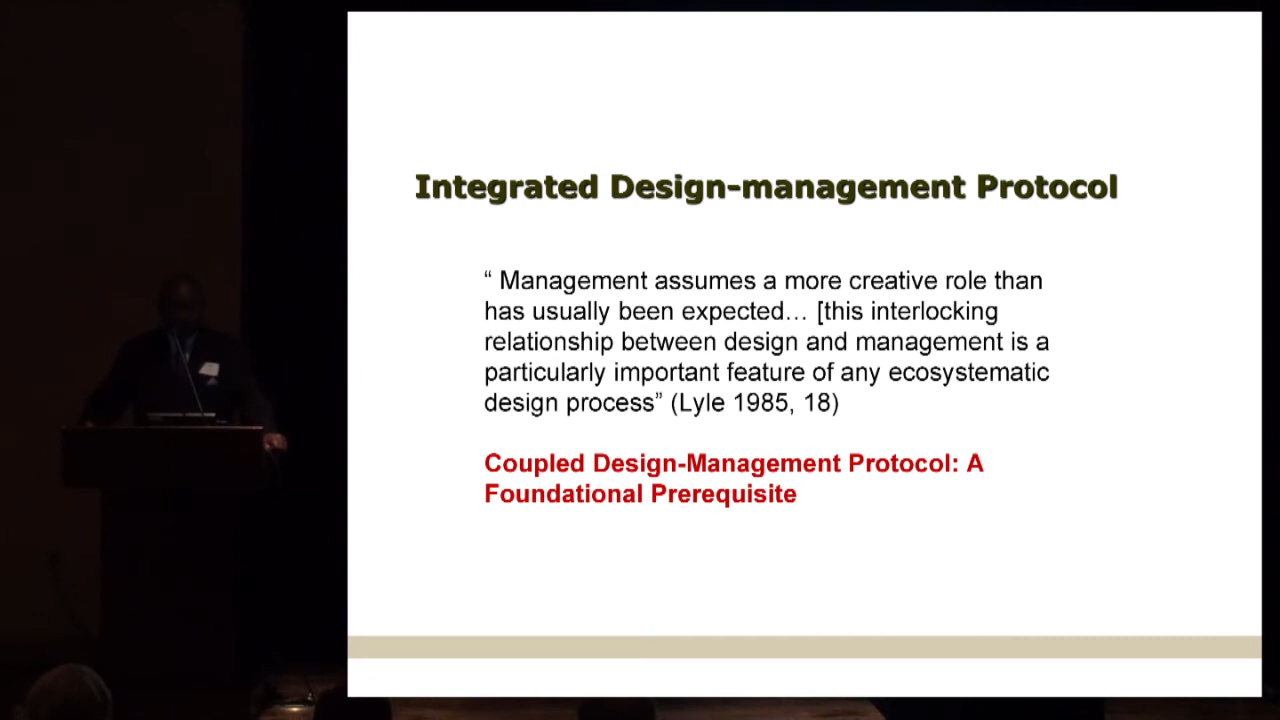 Integrated Design-management Protocol
“ Management assumes a more creative role than
has usually been expected… [this interlocking
relationship between design and management is a
particularly important feature of any ecosystematic
design process” (Lyle 1985, 18)
Coupled Design-Management Protocol: A
Foundational Prerequisite